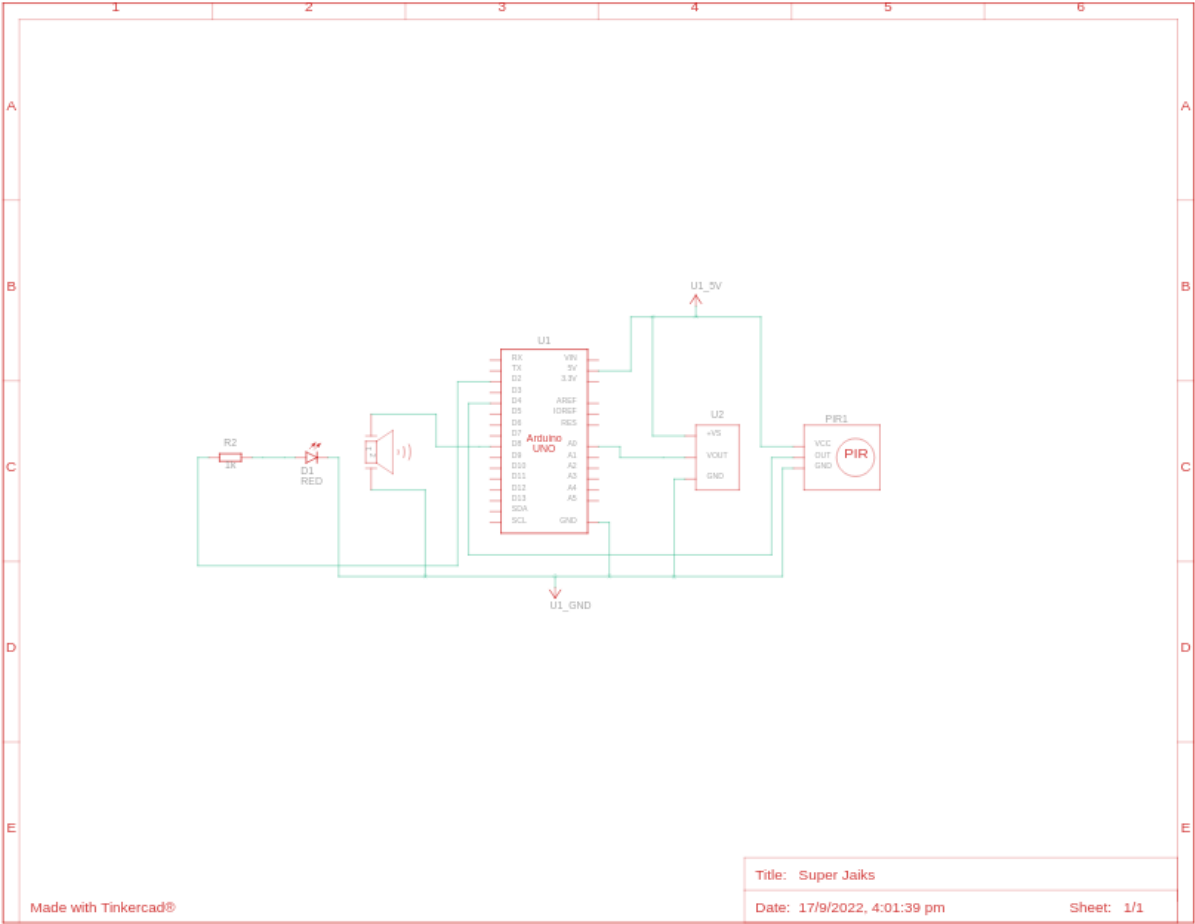 1 2 3 4 5 6
A A
B B
C C
D D
E E
U1_5V
U1
RX VIN
TX 5V
D2 3.3V
D3
D4 AREF
D5 IOREF
D6 RES
D7
D8 A0
D9 A1
D10 A2
D11 A3
D12 A4
D13 A5
SDA
SCL GND
Arduino
UNO
U2
+VS
VOUT
GND
PIR1
VCC
OUT
GND
PIR
R2
1k
D1
RED
U1_GND
Title: Super Jaiks
Date: 17/9/2022, 4:01:39 pm Sheet: 1/1
Made with Tinkercad®